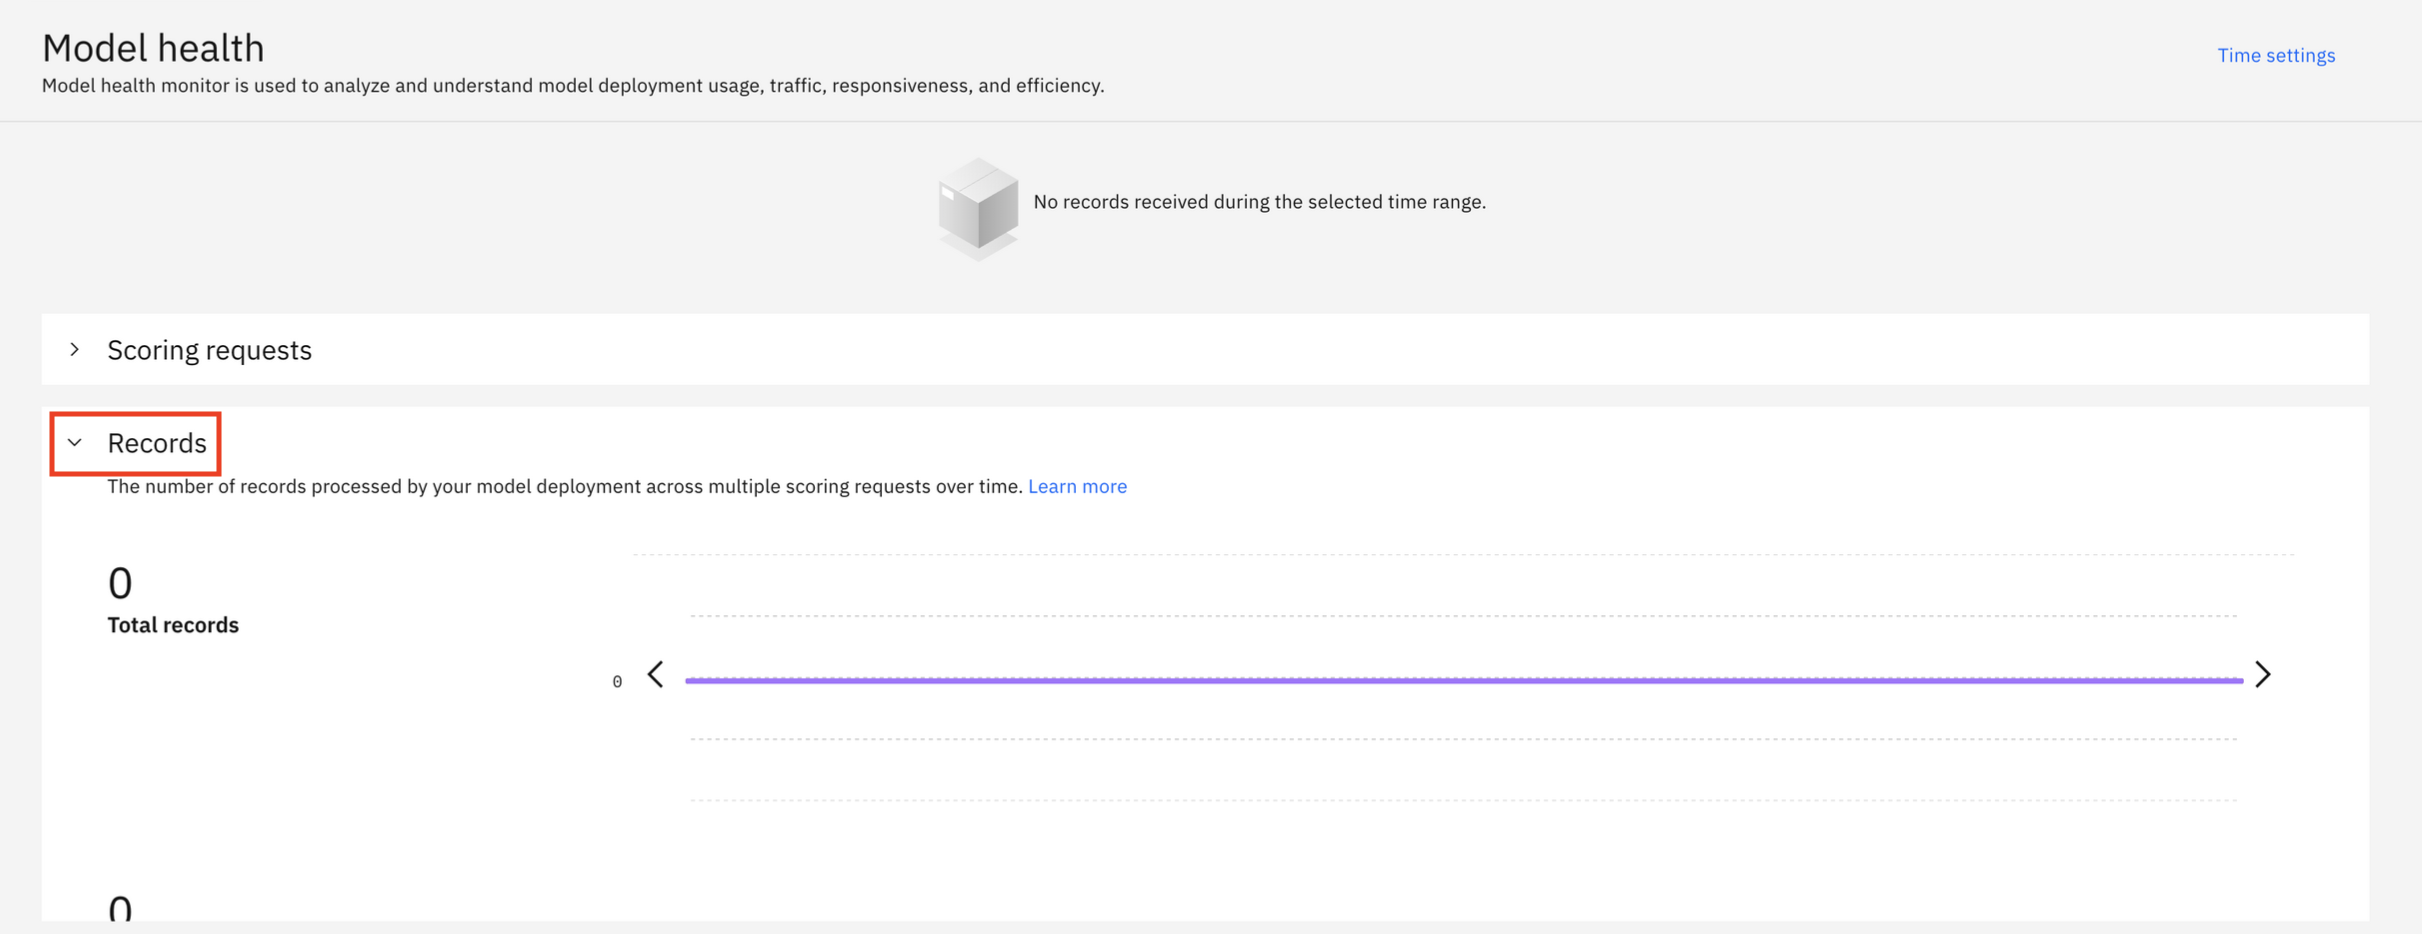 Model health
Time settings
Model health monitor is used to analyze and understand model deployment usage, traffic, responsiveness, and efficiency.
No records received during the selected time range.
Scoring requests
Records
The number of records processed by your model deployment across multiple scoring requests over time. Learn more
0
Total records
0
0